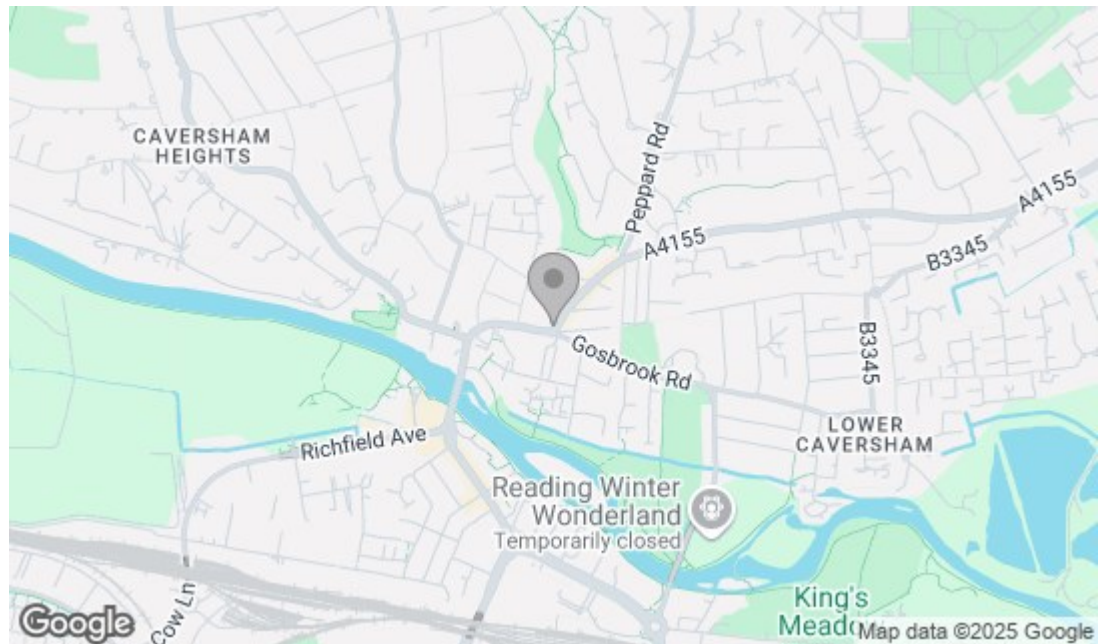 CAVERSHAM
HEIGHTS
Peppard Rd
A4155
A4155
B3345
B3345
Gosbrook Rd
LOWER
CAVERSHAM
Richfield Ave
Reading Winter
Wonderland
Temporarily closed
King's
Cow Ln
Google
Map data ©2025 Google